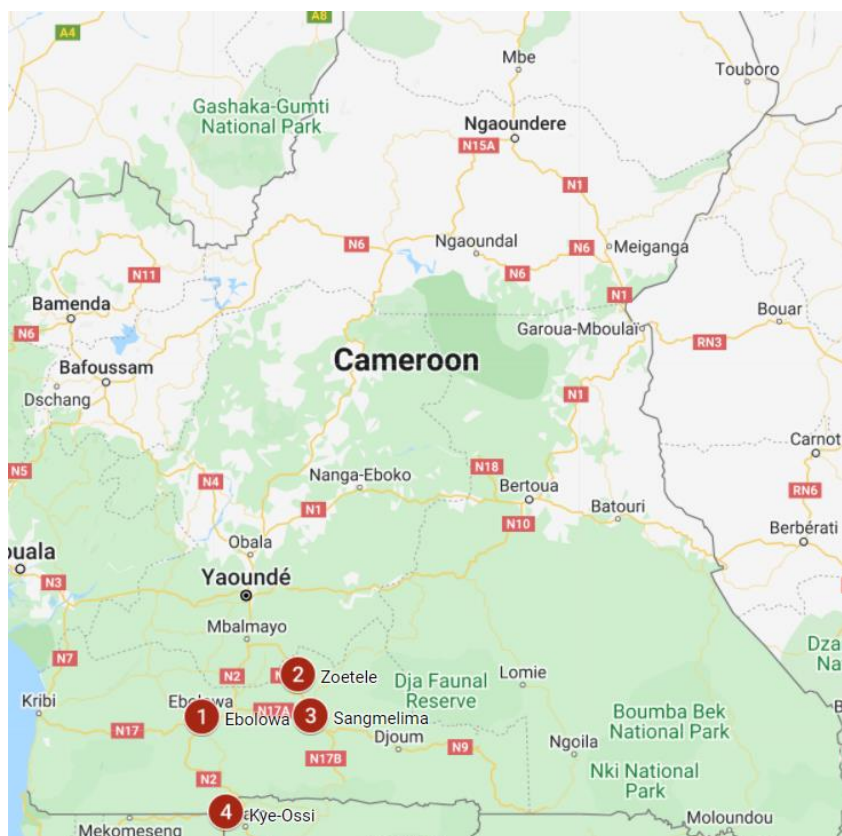 A4
A8
Mbe
Touboro
Gashaka-Gumti
National Park
Ngaoundere
N15A
N1
N6
Ngaoundal
N6
Meiganga
N11
N6
N1
Bamenda
Bouar
N6
Garoua-Mboulaï
RN3
Cameroon
Bafoussam
Dschang
N1
Carnot
N5
N18
Nanga-Eboko
N4
Bertoua
RN6
N1
Batouri
N10
Berbérati
Obala
ouala
Yaoundé
N3
Mbalmayo
Dza
Na
N7
N2
N
2
Zoetele
Dja Faunal
Reserve
Lomie
Kribi
Ebolowa
1
Ebolowa
N17A
3
Sangmelima
Boumba Bek
National Park
B
N17
Djoum
N9
Ngoila
N17B
N2
Nki National
Park
4
Kye-Ossi
Moloundou
Mekomeseng